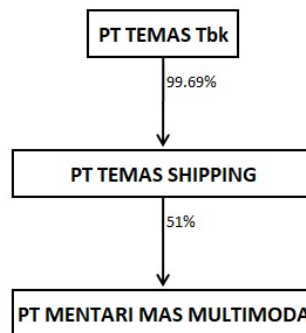 PT TEMAS Tbk
99.69%
PT TEMAS SHIPPING
51%
PT MENTARI MAS MULTIMODA